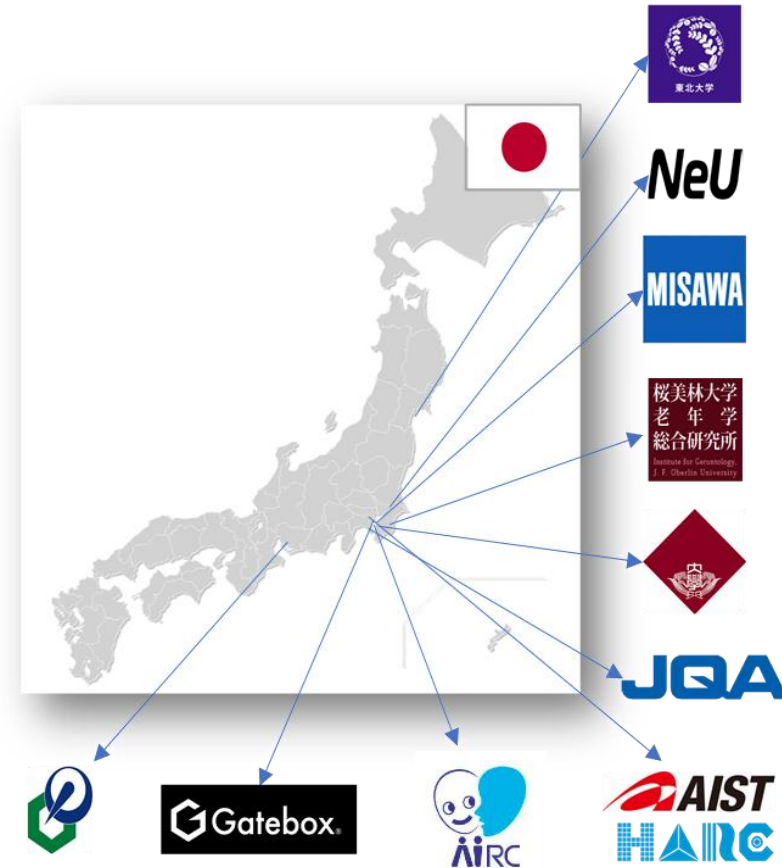 東北大学
NeU
MISAWA
桜美林大学
老年学
総合研究所
Institute for Gerontology,
J. F. Oberlin University
JQA
Gatebox.
AiRC
AIST
HARC